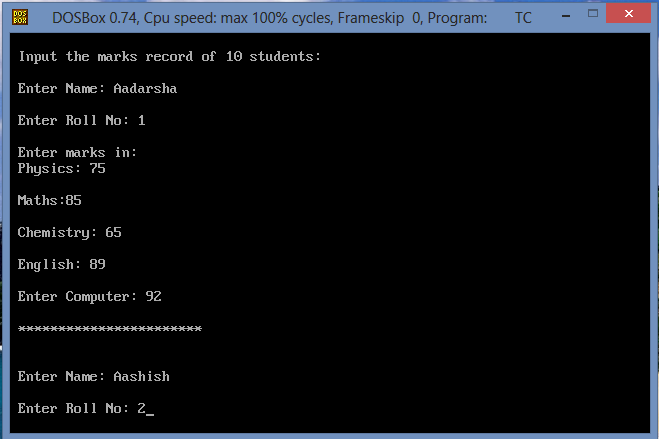 DOS
BOX
DOSBox 0.74, Cpu speed: max 100% cycles, Frameskip 0, Program: TC
Input the marks record of 10 students:
Enter Name: Aadarsha
Enter Roll No: 1
Enter marks in:
Physics: 75
Maths:85
Chemistry: 65
English: 89
Enter Computer: 92
***********************
Enter Name: Aashish
Enter Roll No: 2_